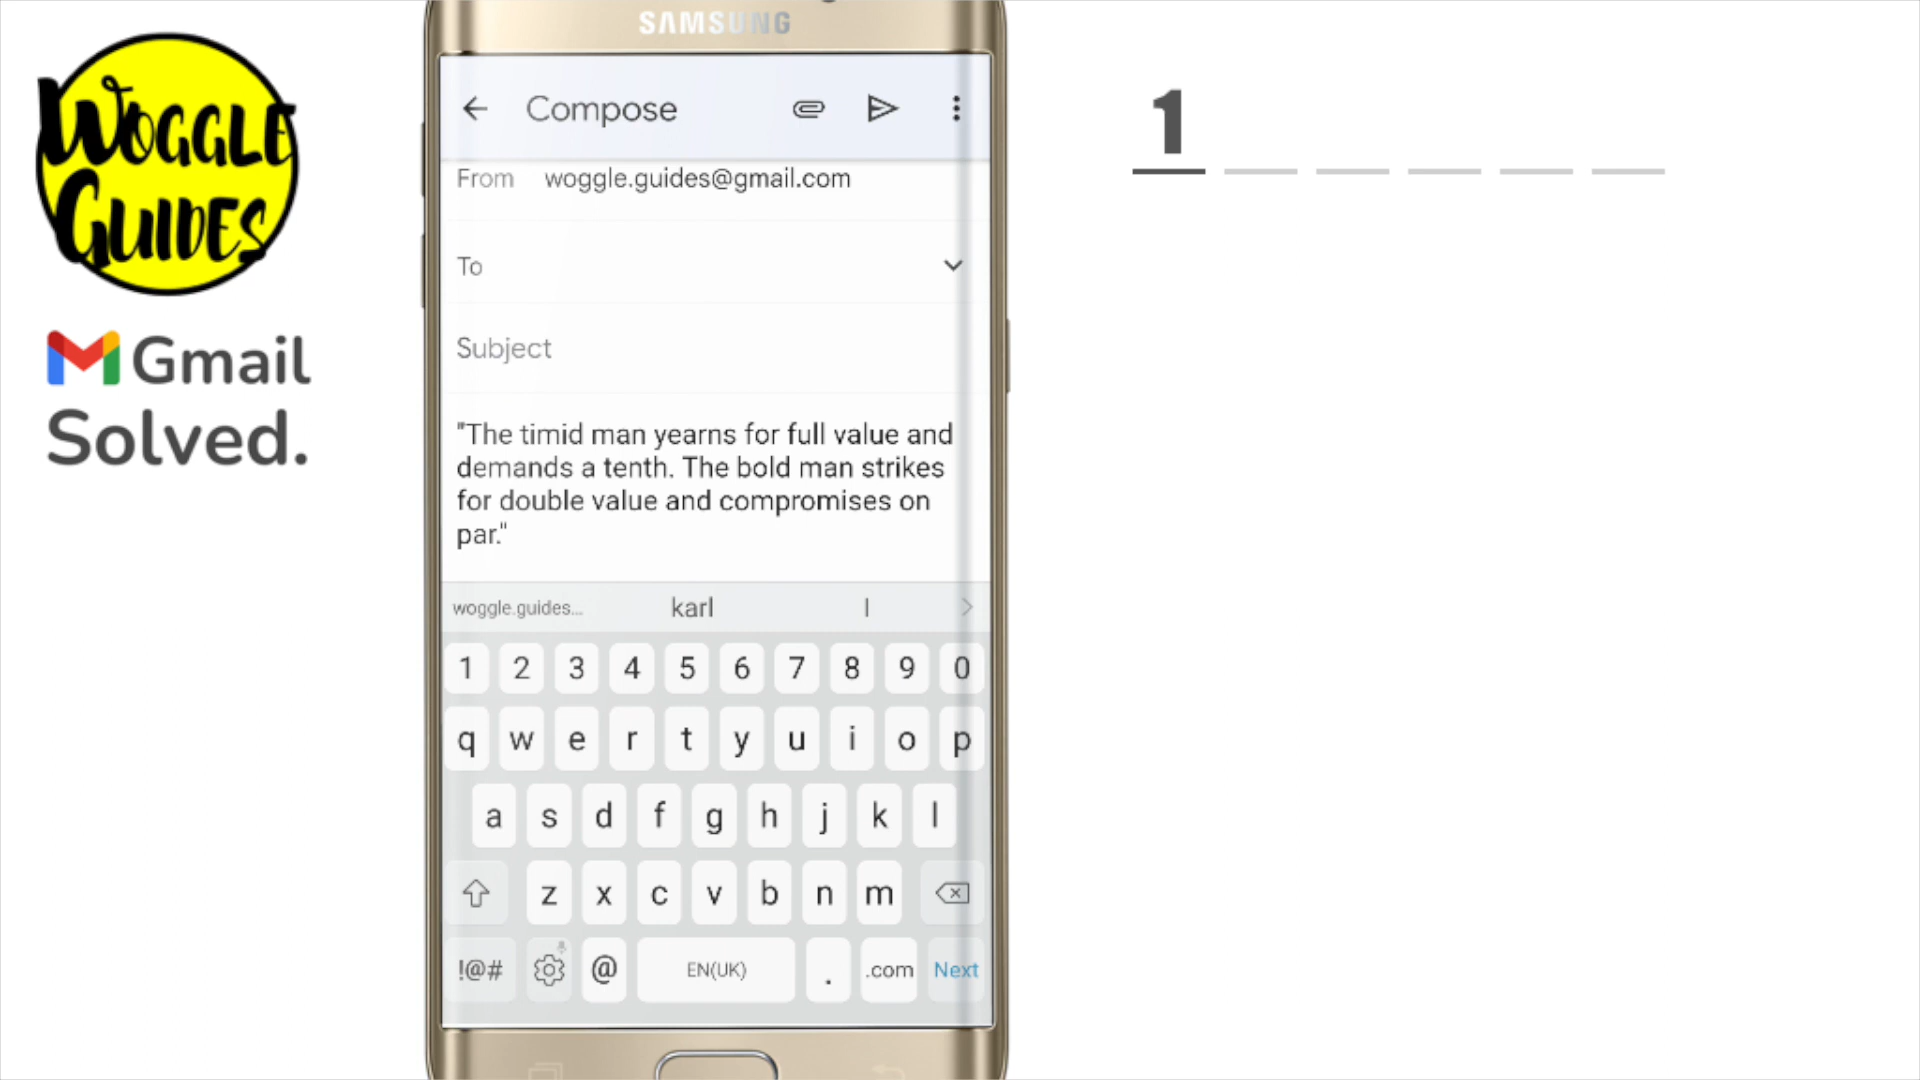 WOGGLE
GUIDES
Gmail
Solved.
SAMSUNG
Compose
From woggle.guides@gmail.com
To
Subject
"The timid man yearns for full value and
demands a tenth. The bold man strikes
for double value and compromises on
par."
woggle.guides... karl I
1 2 3 4 5 6 7 8 9 0
q w e r t y u i o p
a s d f g h j k l
z x c v b n m
!@# @ EN(UK) . .com Next
1